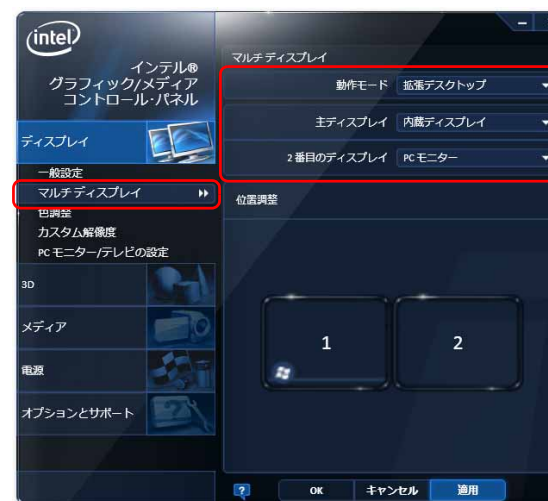 intel
インテル®
グラフィック/メディア
コントロール・パネル
ディスプレイ
一般設定
マルチディスプレイ
色調整
カスタム解像度
PCモニター/テレビの設定
3D
メディア
電源
オプションとサポート
マルチディスプレイ
動作モード 拡張デスクトップ
主ディスプレイ 内蔵ディスプレイ
2番目のディスプレイ PCモニター
位置調整
1 2
? OK キャンセル 適用